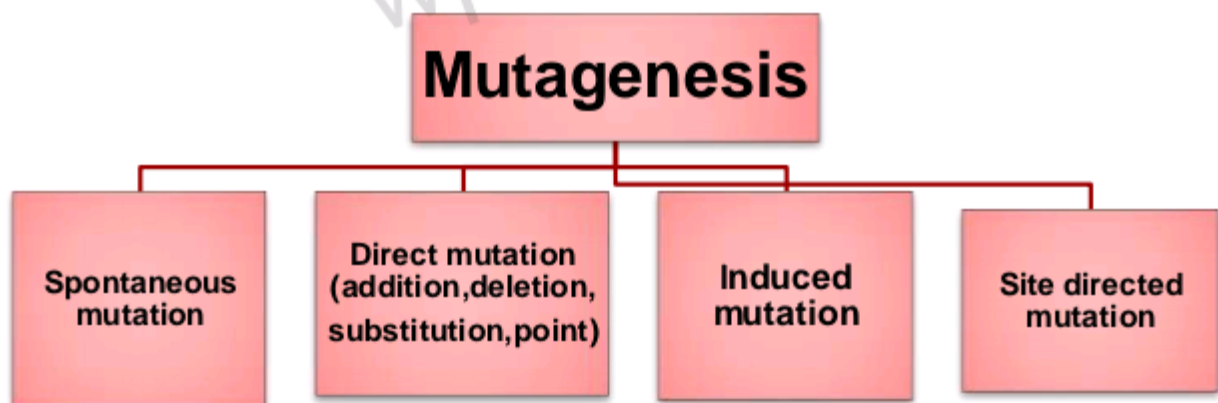 Mutagenesis
Spontaneous
mutation
Direct mutation
(addition,deletion,
substitution,point)
Induced
mutation
Site directed
mutation